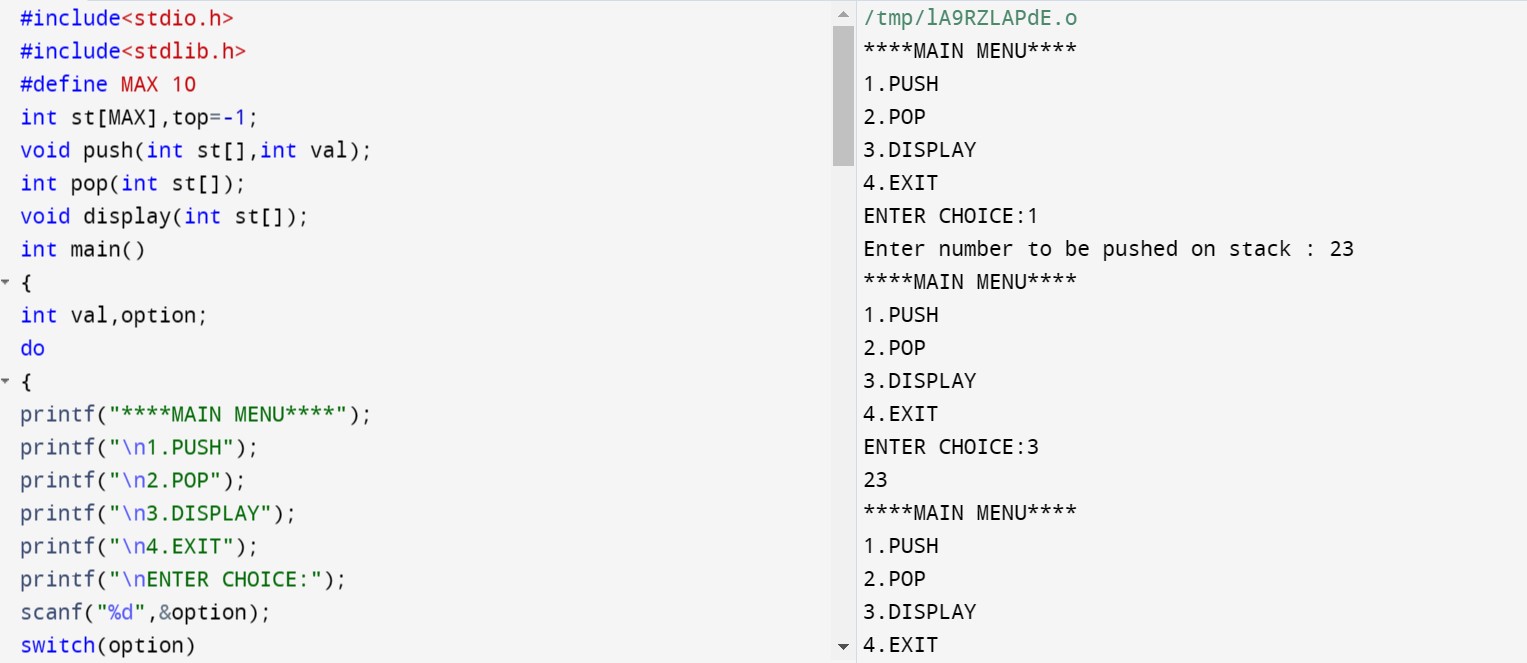 #include<stdio.h>
#include<stdlib.h>
#define MAX 10
int st[MAX],top=-1;
void push(int st[],int val);
int pop(int st[]);
void display(int st[]);
int main()
{
int val,option;
do
{
printf("****MAIN MENU****");
printf("\n1.PUSH");
printf("\n2.POP");
printf("\n3.DISPLAY");
printf("\n4.EXIT");
printf("\nENTER CHOICE:");
scanf("%d",&option);
switch(option)
/tmp/lA9RZLAPdE.o
****MAIN MENU****
1.PUSH
2.POP
3.DISPLAY
4.EXIT
ENTER CHOICE:1
Enter number to be pushed on stack : 23
****MAIN MENU****
1.PUSH
2.POP
3.DISPLAY
4.EXIT
ENTER CHOICE:3
23
****MAIN MENU****
1.PUSH
2.POP
3.DISPLAY
4.EXIT